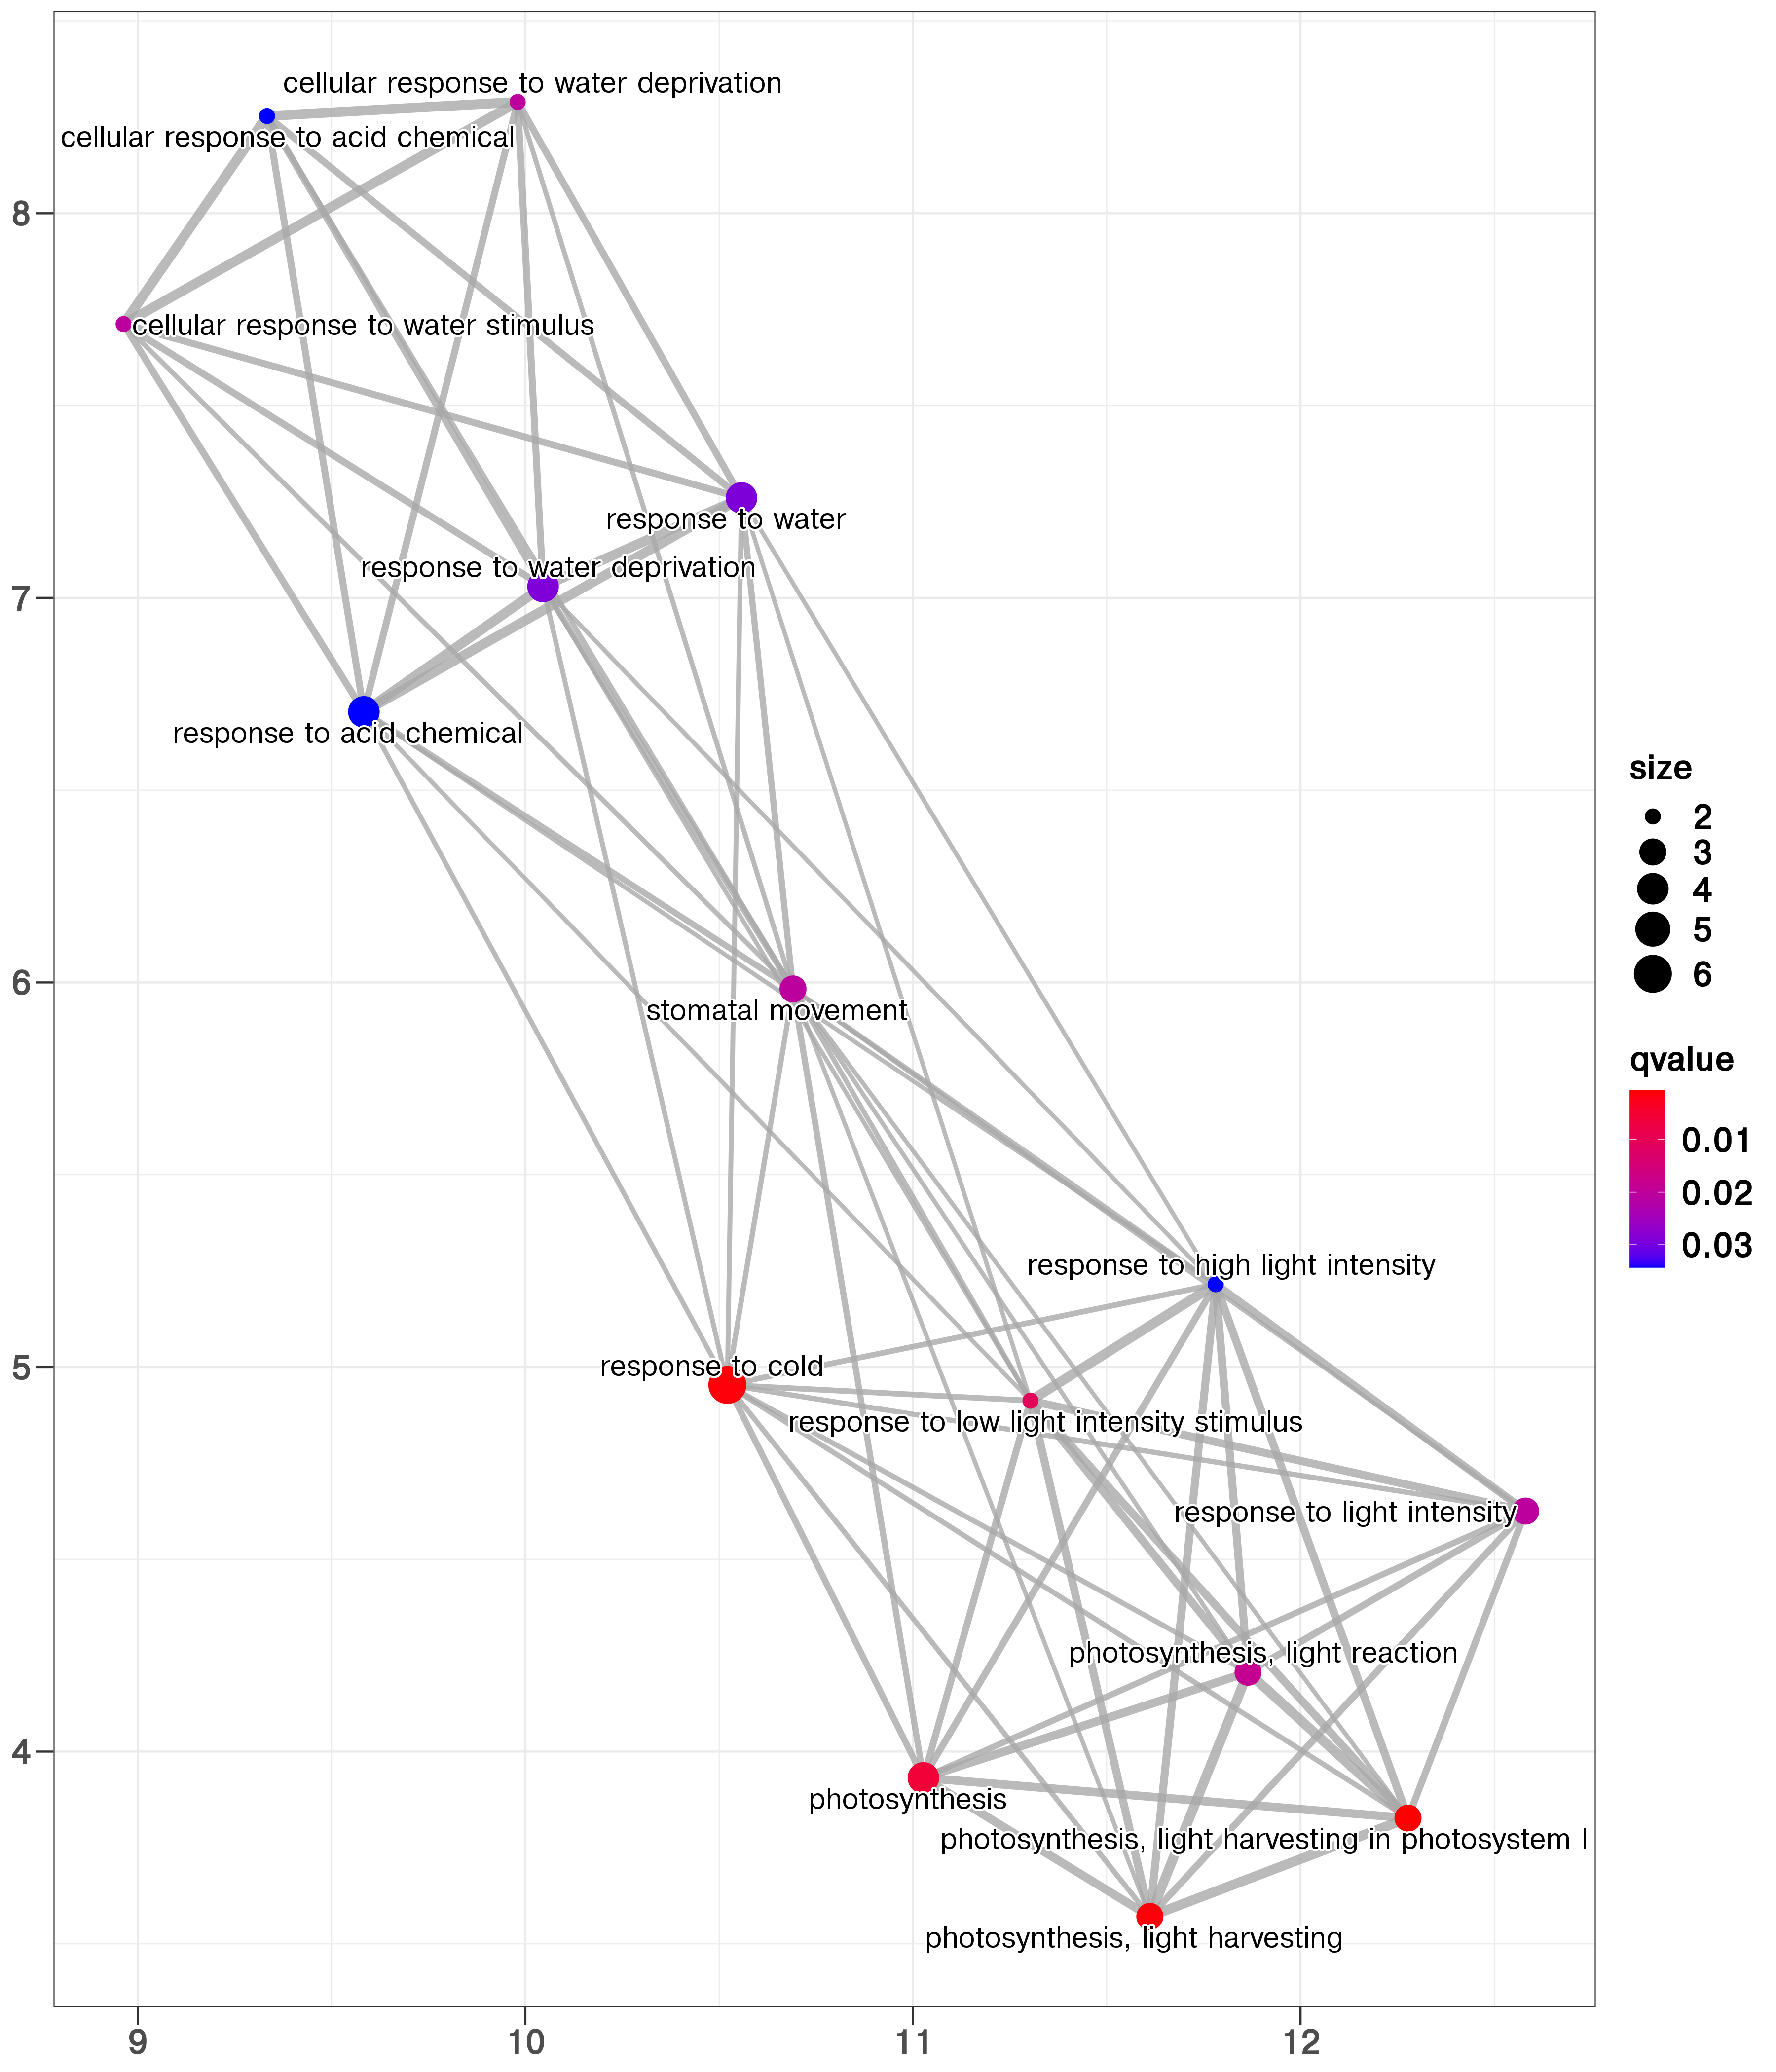 cellular response to water deprivation
cellular response to acid chemical
8
cellular response to water stimulus
response to water
response to water deprivation
7
response to acid chemical
size
2
3
4
5
6
6
stomatal movement
qvalue
0.01
0.02
0.03
response to high light intensity
response to cold
5
response to low light intensity stimulus
response to light intensity
photosynthesis, light reaction
4
photosynthesis
photosynthesis, light harvesting in photosystem I
photosynthesis, light harvesting
9
10
11
12